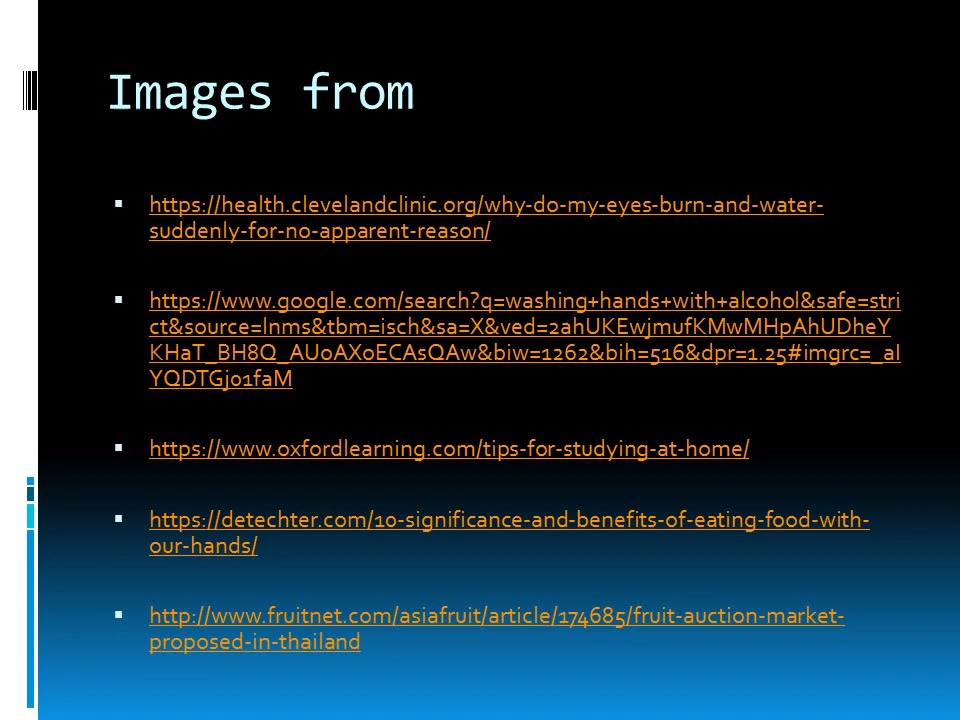 Images from
https://health.clevelandclinic.org/why-do-my-eyes-burn-and-water-
suddenly-for-no-apparent-reason/
https://www.google.com/search?q=washing+hands+with+alcohol&safe=stri
ct&source=lnms&tbm=isch&sa=X&ved=2ahUKEwjmufKMwMHpAhUDheY
KHaT_BH8Q_AUoAXoECAsQAw&biw=1262&bih=516&dpr=1.25#imgrc=_aI
YQDTGjo1faM
https://www.oxfordlearning.com/tips-for-studying-at-home/
https://detechter.com/10-significance-and-benefits-of-eating-food-with-
our-hands/
http://www.fruitnet.com/asiafruit/article/174685/fruit-auction-market-
proposed-in-thailand